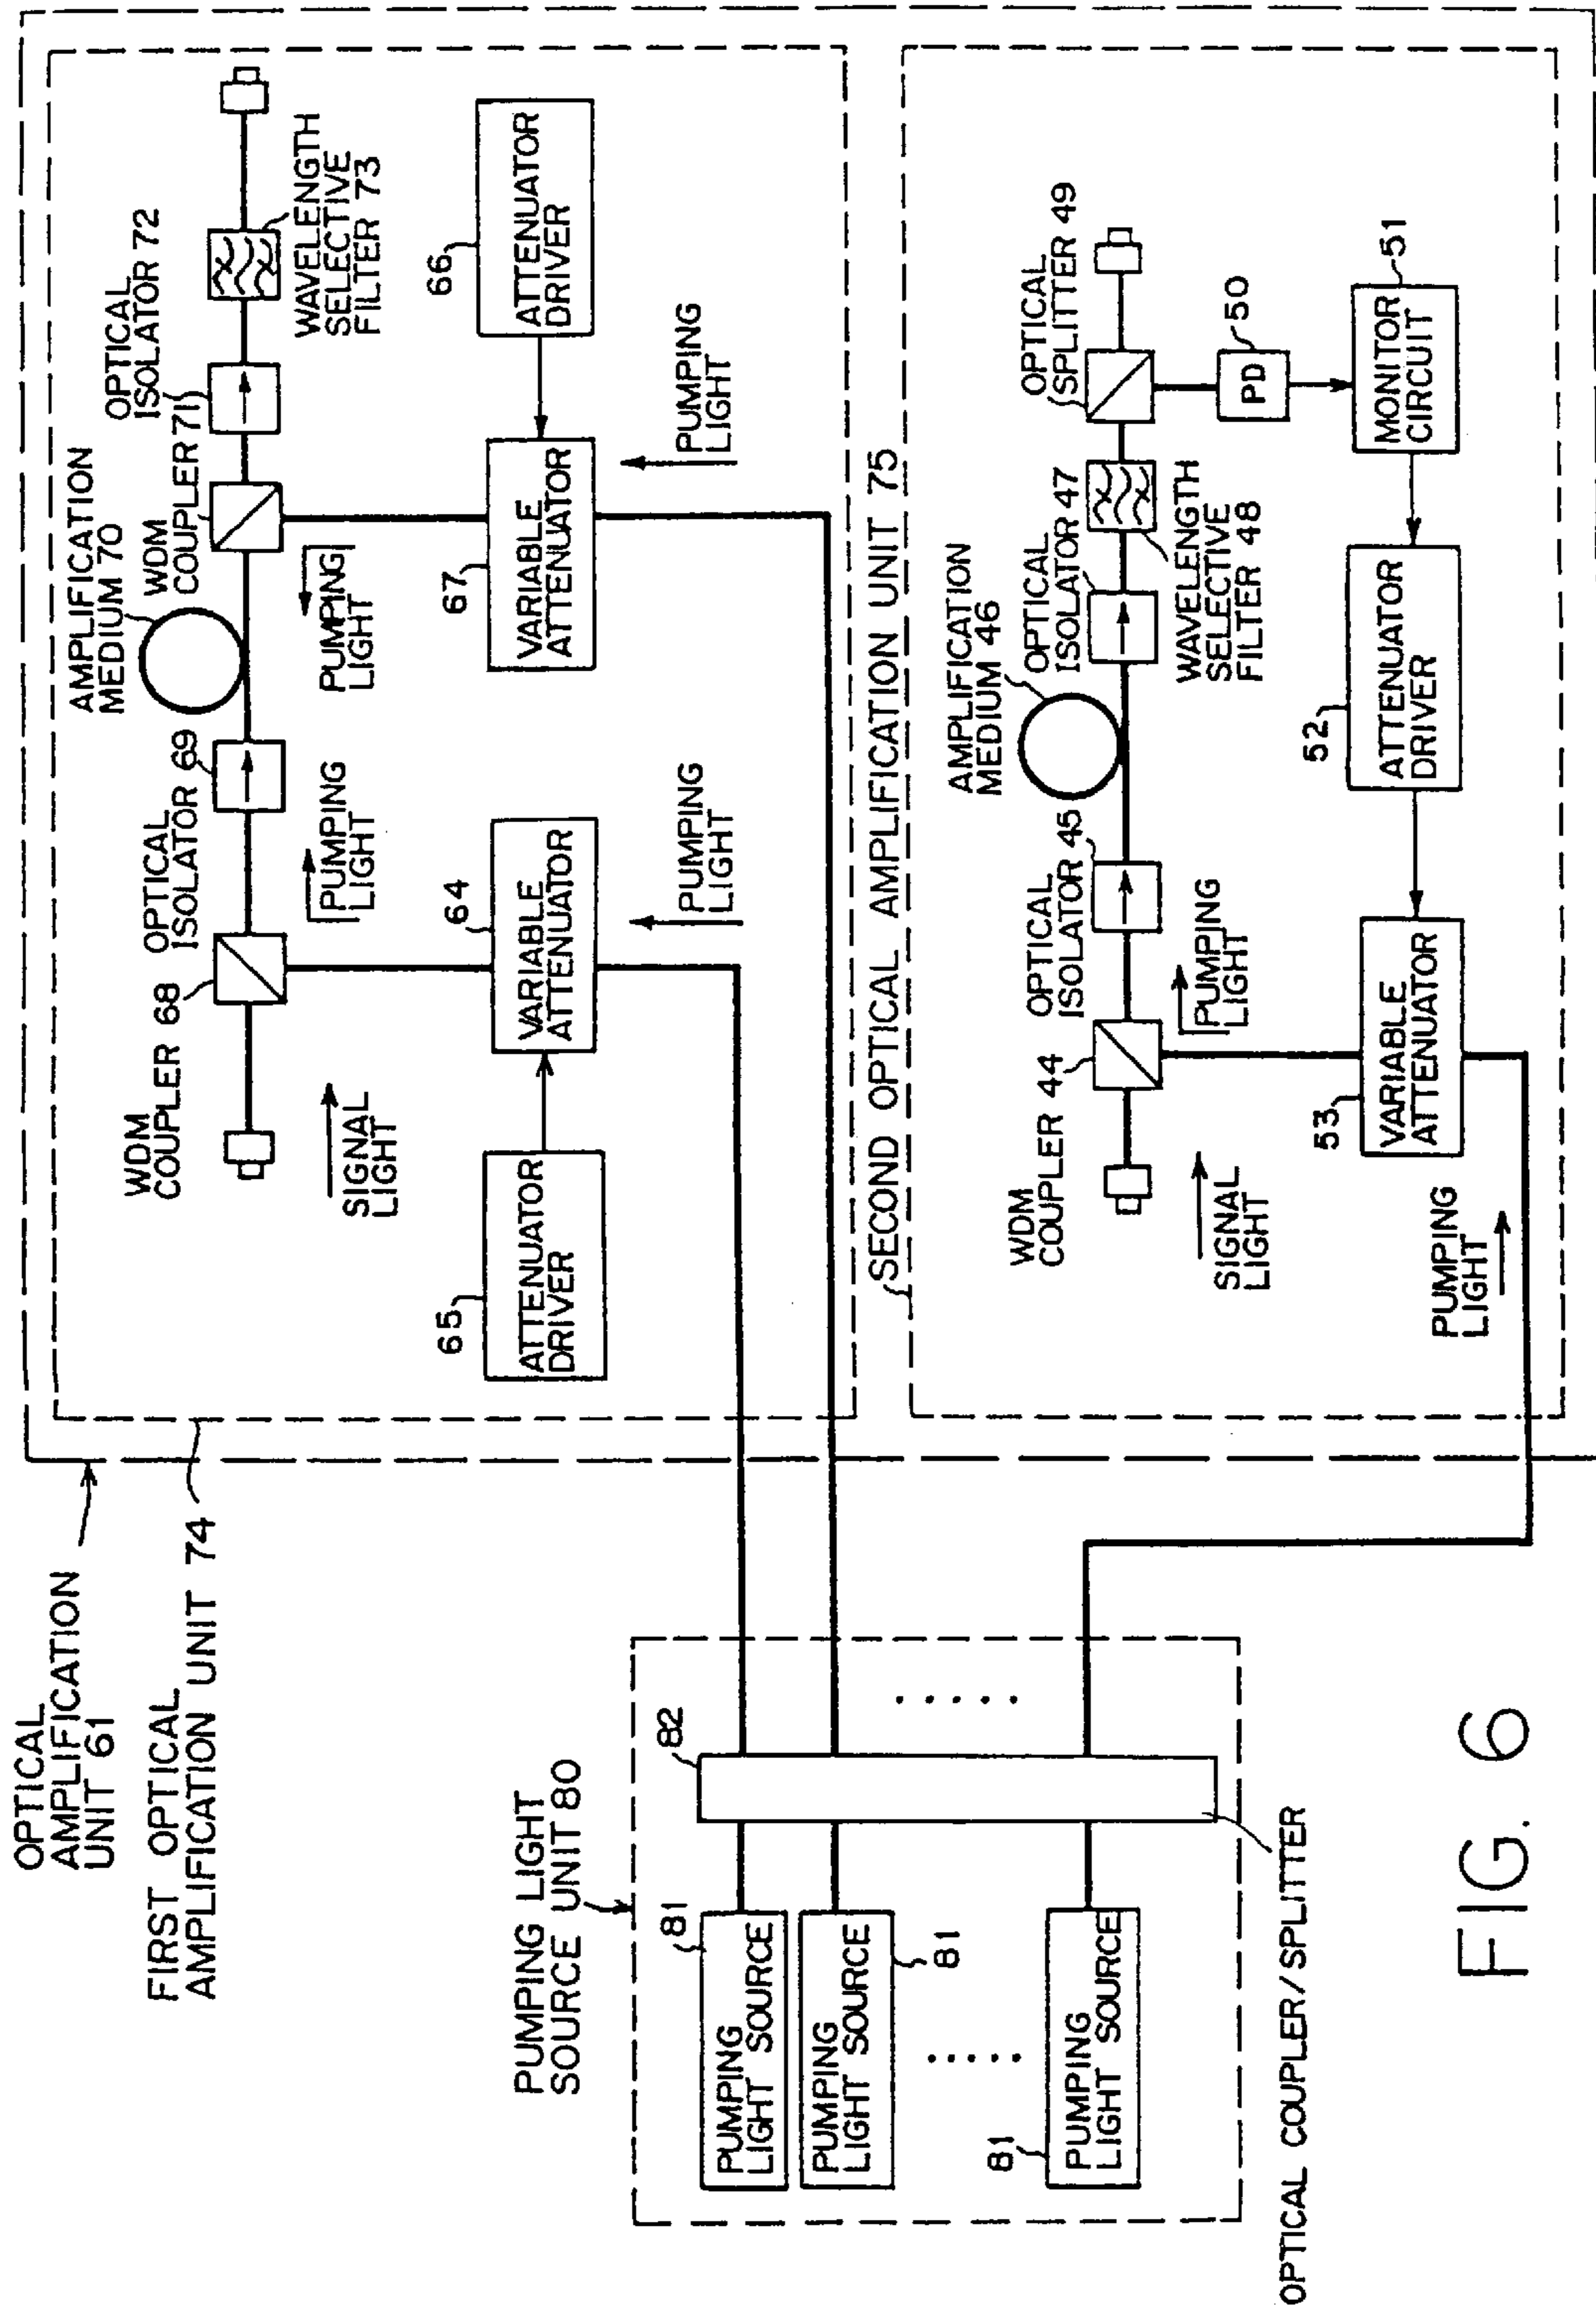 OPTICAL
AMPLIFICATION
UNIT 61
FIRST OPTICAL
AMPLIFICATION UNIT 74
AMPLIFICATION
MEDIUM 70
WDM
COUPLER 68
OPTICAL
ISOLATOR 69
WDM
COUPLER 71
OPTICAL
ISOLATOR 72
WAVELENGTH
SELECTIVE
FILTER 73
SIGNAL
LIGHT
PUMPING
LIGHT
PUMPING
LIGHT
65
ATTENUATOR
DRIVER
64
VARIABLE
ATTENUATOR
67
VARIABLE
ATTENUATOR
66
ATTENUATOR
DRIVER
PUMPING
LIGHT
PUMPING
LIGHT
SECOND OPTICAL AMPLIFICATION UNIT 75
AMPLIFICATION
MEDIUM 46
WDM
COUPLER 44
OPTICAL
ISOLATOR 45
OPTICAL
ISOLATOR 47
OPTICAL
SPLITTER 49
WAVELENGTH
SELECTIVE
FILTER 48
SIGNAL
LIGHT
PUMPING
LIGHT
50
PD
53
VARIABLE
ATTENUATOR
52
ATTENUATOR
DRIVER
51
MONITOR
CIRCUIT
PUMPING
LIGHT
PUMPING LIGHT
SOURCE UNIT 80
81
PUMPING
LIGHT SOURCE
82
PUMPING
LIGHT SOURCE
81
81
PUMPING
LIGHT SOURCE
OPTICAL COUPLER/SPLITTER
FIG. 6